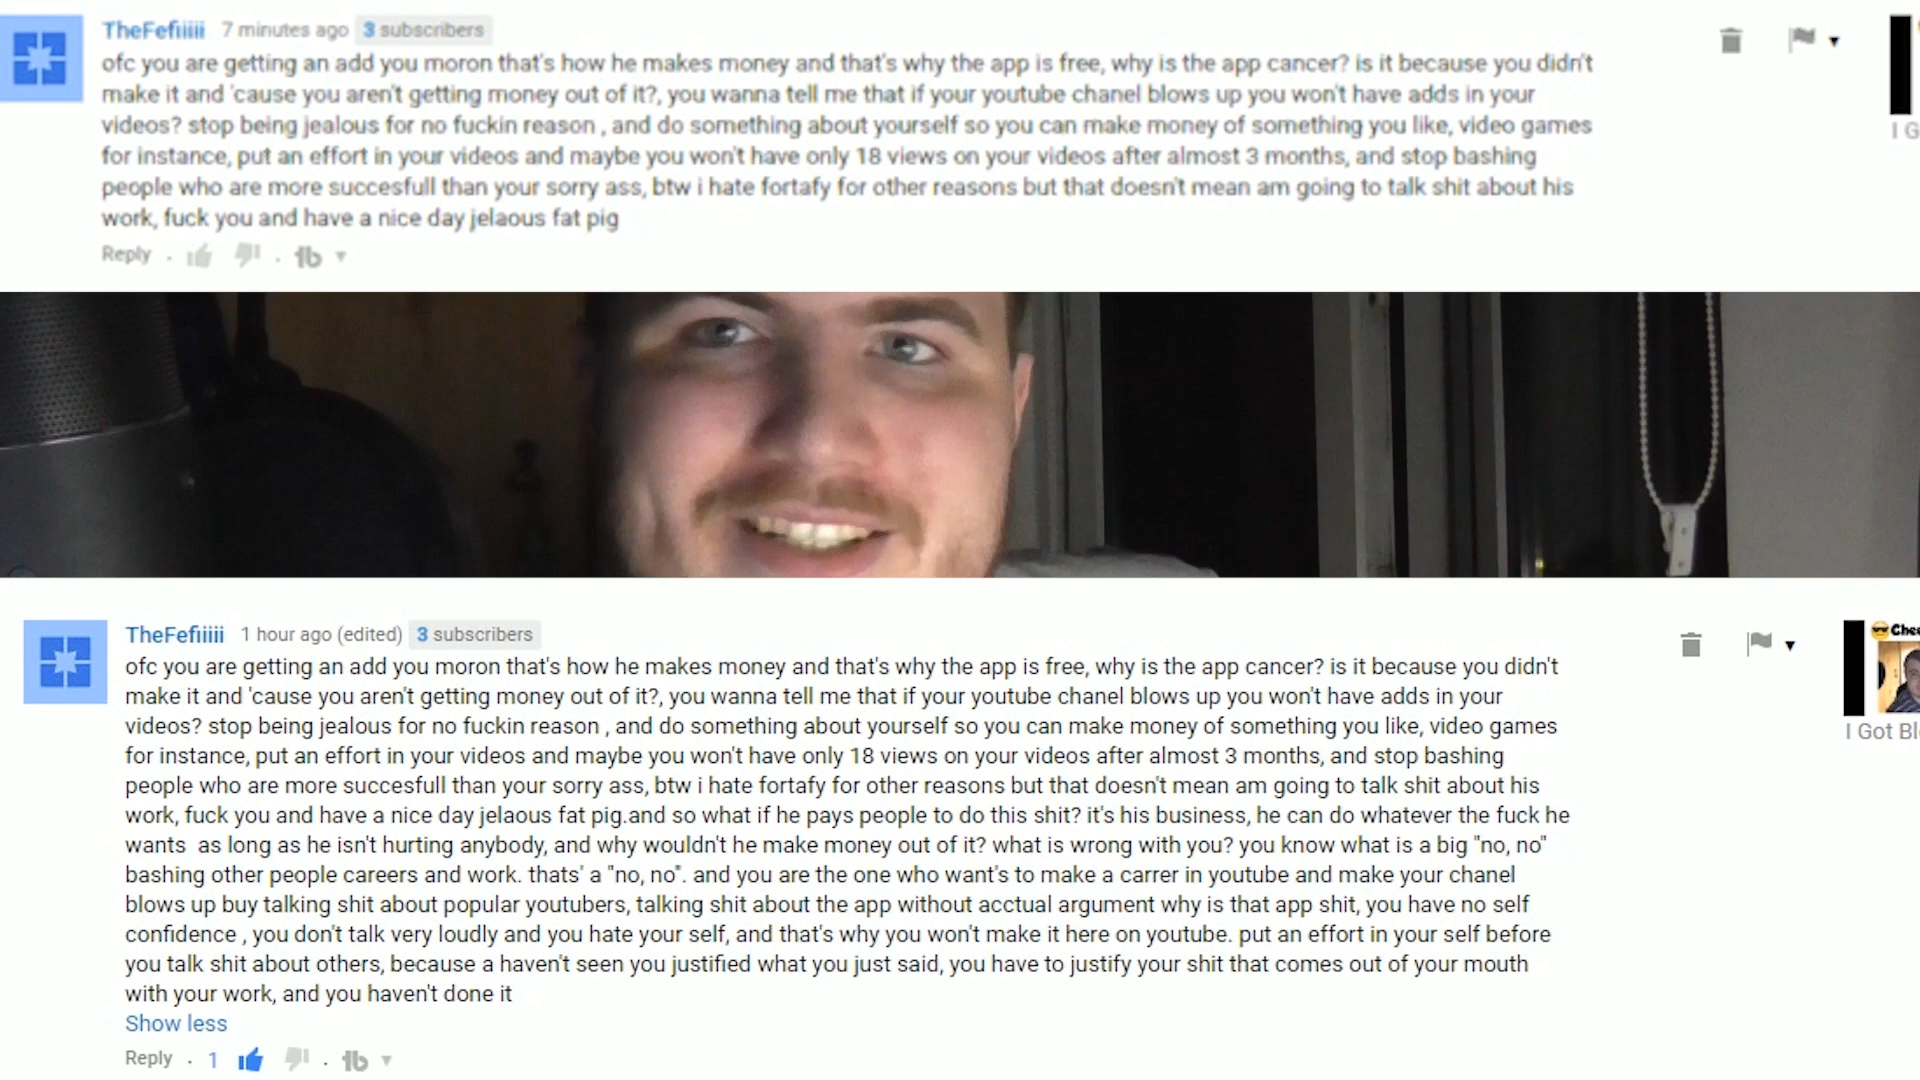 TheFefiiiii 7 minutes ago 3 subscribers
ofc you are getting an add you moron that's how he makes money and that's why the app is free, why is the app cancer? is it because you didn't
make it and 'cause you aren't getting money out of it?, you wanna tell me that if your youtube chanel blows up you won't have adds in your
videos? stop being jealous for no fuckin reason , and do something about yourself so you can make money of something you like, video games
for instance, put an effort in your videos and maybe you won't have only 18 views on your videos after almost 3 months, and stop bashing
people who are more succesfull than your sorry ass, btw i hate fortafy for other reasons but that doesn't mean am going to talk shit about his
work, fuck you and have a nice day jelaous fat pig
I G
Reply
TheFefiiiii 1 hour ago (edited) 3 subscribers
ofc you are getting an add you moron that's how he makes money and that's why the app is free, why is the app cancer? is it because you didn't
make it and 'cause you aren't getting money out of it?, you wanna tell me that if your youtube chanel blows up you won't have adds in your
videos? stop being jealous for no fuckin reason , and do something about yourself so you can make money of something you like, video games
for instance, put an effort in your videos and maybe you won't have only 18 views on your videos after almost 3 months, and stop bashing
people who are more succesfull than your sorry ass, btw i hate fortafy for other reasons but that doesn't mean am going to talk shit about his
work, fuck you and have a nice day jelaous fat pig.and so what if he pays people to do this shit? it's his business, he can do whatever the fuck he
wants  as long as he isn't hurting anybody, and why wouldn't he make money out of it? what is wrong with you? you know what is a big "no, no"
bashing other people careers and work. thats' a "no, no". and you are the one who want's to make a carrer in youtube and make your chanel
blows up buy talking shit about popular youtubers, talking shit about the app without acctual argument why is that app shit, you have no self
confidence , you don't talk very loudly and you hate your self, and that's why you won't make it here on youtube. put an effort in your self before
you talk shit about others, because a haven't seen you justified what you just said, you have to justify your shit that comes out of your mouth
with your work, and you haven't done it
Show less
Reply 1
tb
Chee
I Got Bl